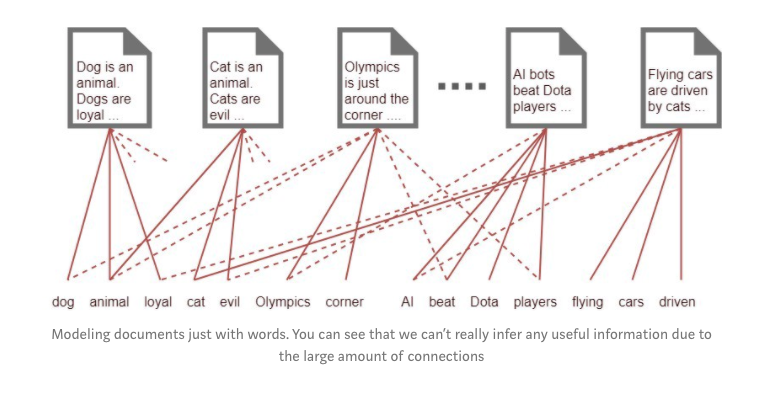 Dog is an
animal.
Dogs are
loyal ...
Cat is an
animal.
Cats are
evil ...
Olympics
is just
around the
corner ....
AI bots
beat Dota
players ...
Flying cars
are driven
by cats ...
dog animal loyal cat evil Olympics corner AI beat Dota players flying cars driven
Modeling documents just with words. You can see that we can’t really infer any useful information due to
the large amount of connections